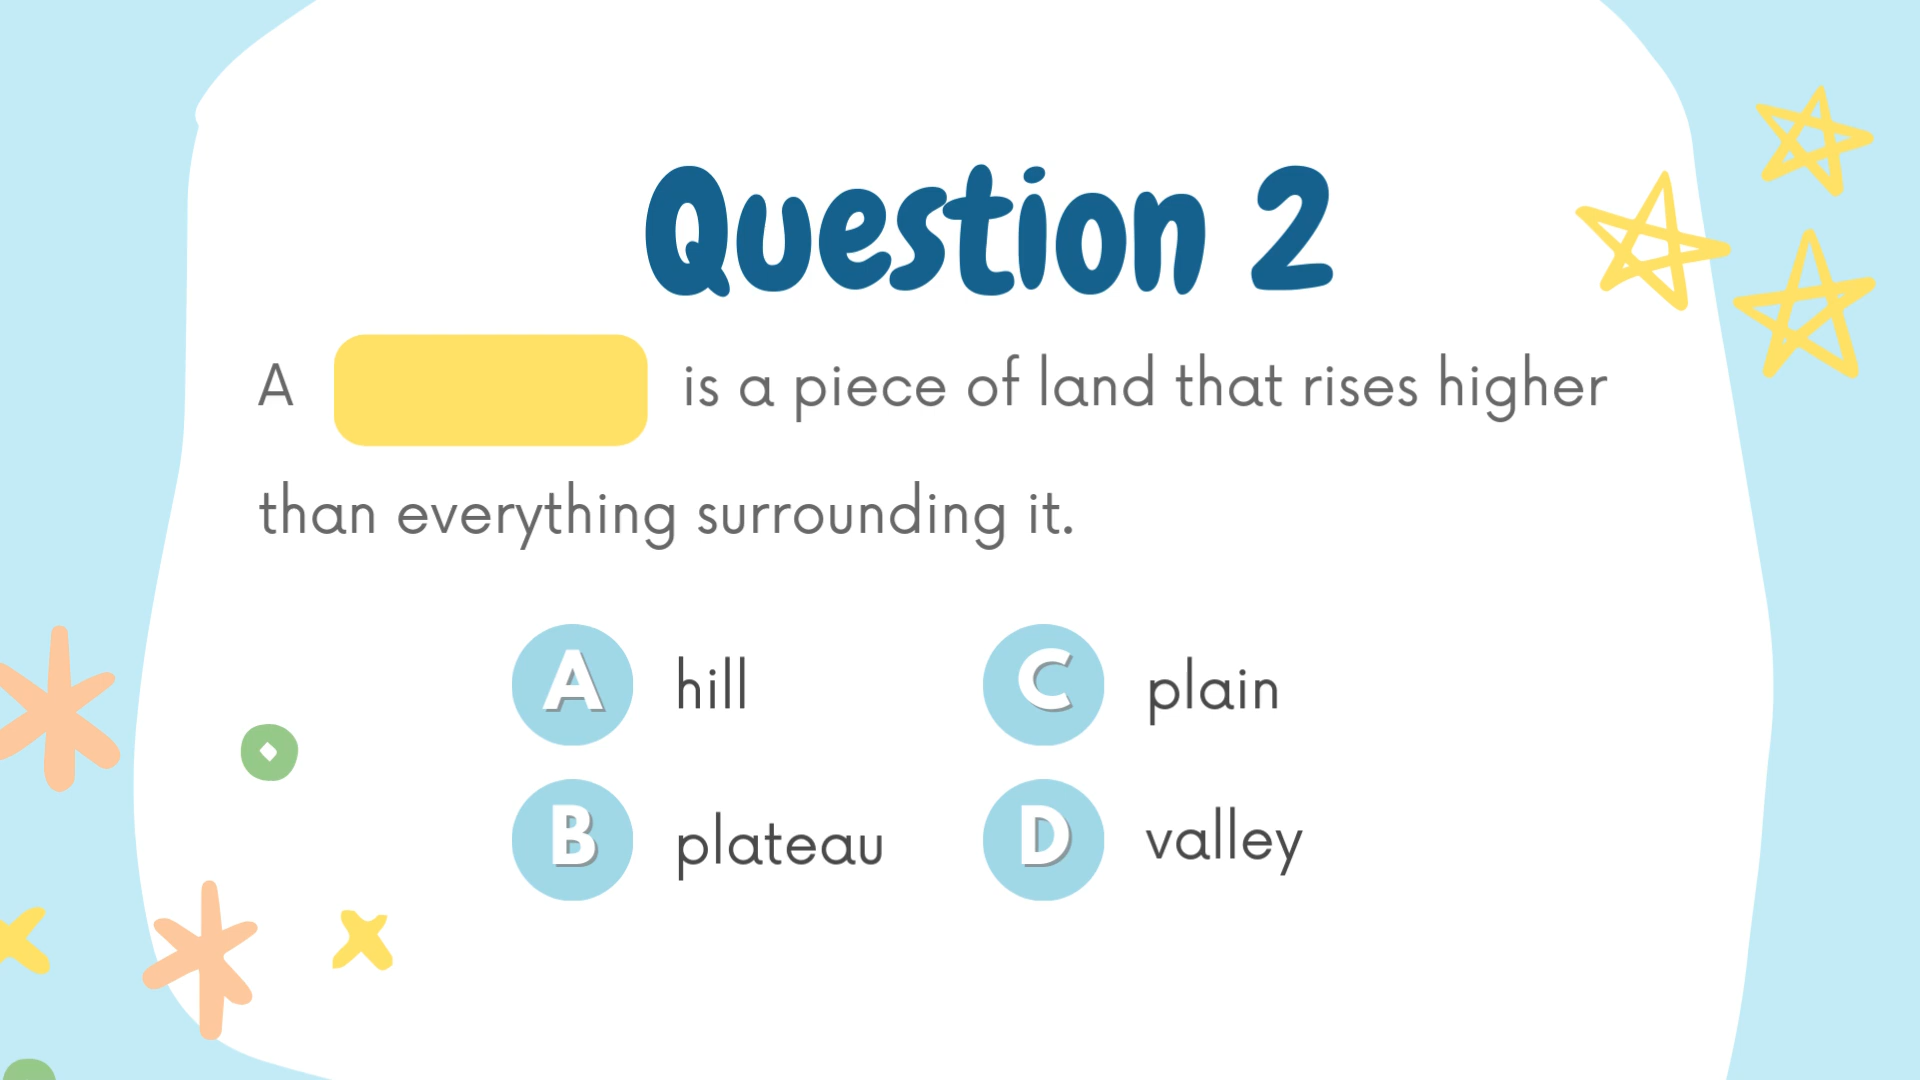 Question 2
A is a piece of land that rises higher
than everything surrounding it.
A hill
C plain
B plateau
D valley